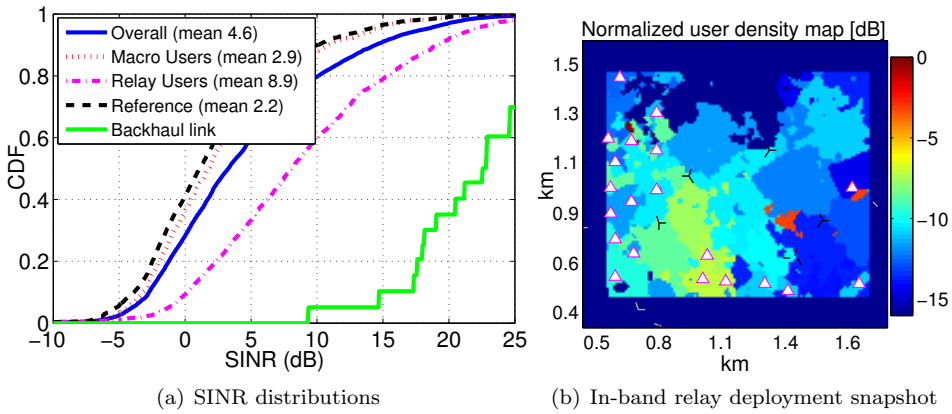 Overall (mean 4.6)
Macro Users (mean 2.9)
Relay Users (mean 8.9)
Reference (mean 2.2)
Backhaul link
CDF
1
0.8
0.6
0.4
0.2
0
−10
−5
0
5
10
15
20
25
SINR (dB)
(a) SINR distributions
Normalized user density map [dB]
km
1.5
1.3
1.1
0.9
0.6
0.4
0.5
0.8
1.1
1.4
1.6
km
0
−5
−10
−15
(b) In-band relay deployment snapshot